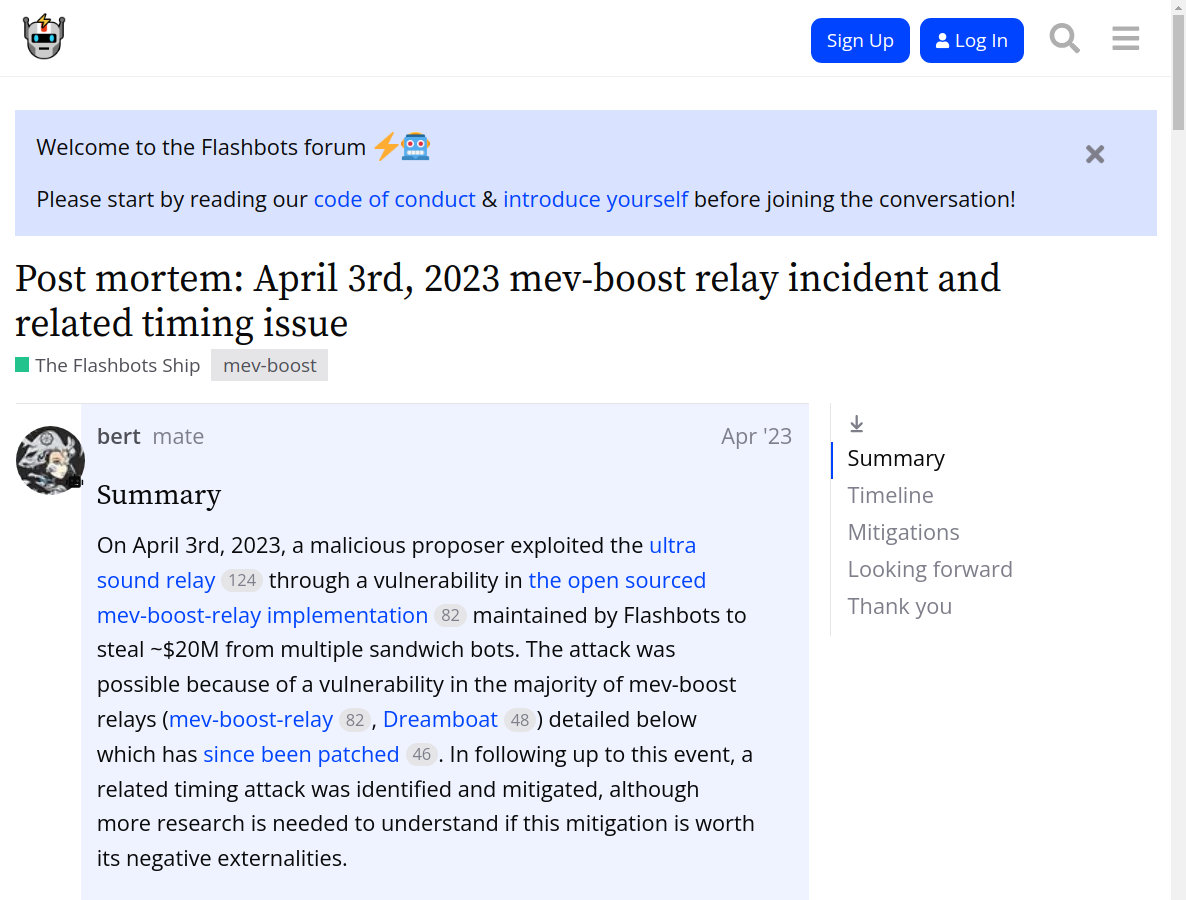 Sign Up
Log In
Welcome to the Flashbots forum
Please start by reading our code of conduct & introduce yourself before joining the conversation!
Post mortem: April 3rd, 2023 mev-boost relay incident and
related timing issue
The Flashbots Ship mev-boost
bert mate Apr '23
Summary
On April 3rd, 2023, a malicious proposer exploited the ultra
sound relay 124 through a vulnerability in the open sourced
mev-boost-relay implementation 82 maintained by Flashbots to
steal ~$20M from multiple sandwich bots. The attack was
possible because of a vulnerability in the majority of mev-boost
relays (mev-boost-relay 82, Dreamboat 48) detailed below
which has since been patched 46. In following up to this event, a
related timing attack was identified and mitigated, although
more research is needed to understand if this mitigation is worth
its negative externalities.
Summary
Timeline
Mitigations
Looking forward
Thank you